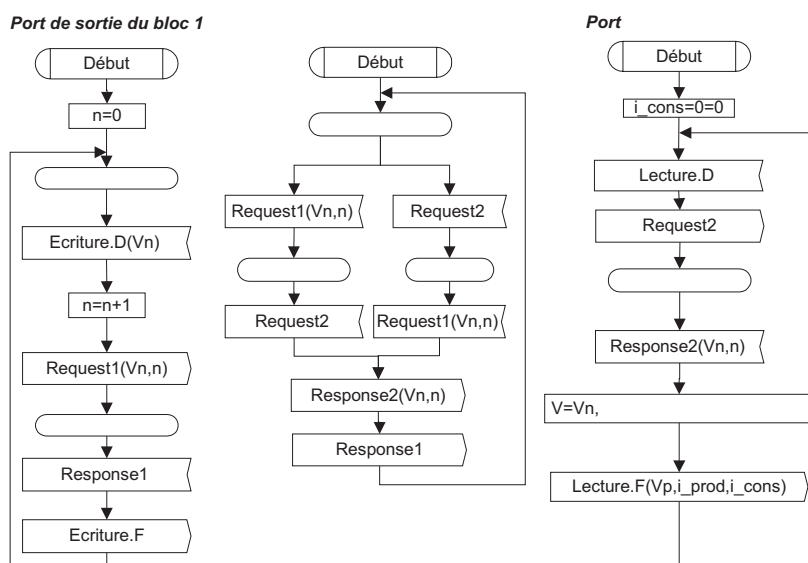 Port de sortie du bloc 1
Début
n=0
Ecriture.D(Vn)
n=n+1
Request1(Vn,n)
Response1
Ecriture.F
Début
Request1(Vn,n)
Request2
Request2
Request1(Vn,n)
Response2(Vn,n)
Response1
Port
Début
i_cons=0=0
Lecture.D
Request2
Response2(Vn,n)
V=Vn,
Lecture.F(Vp,i_prod,i_cons)